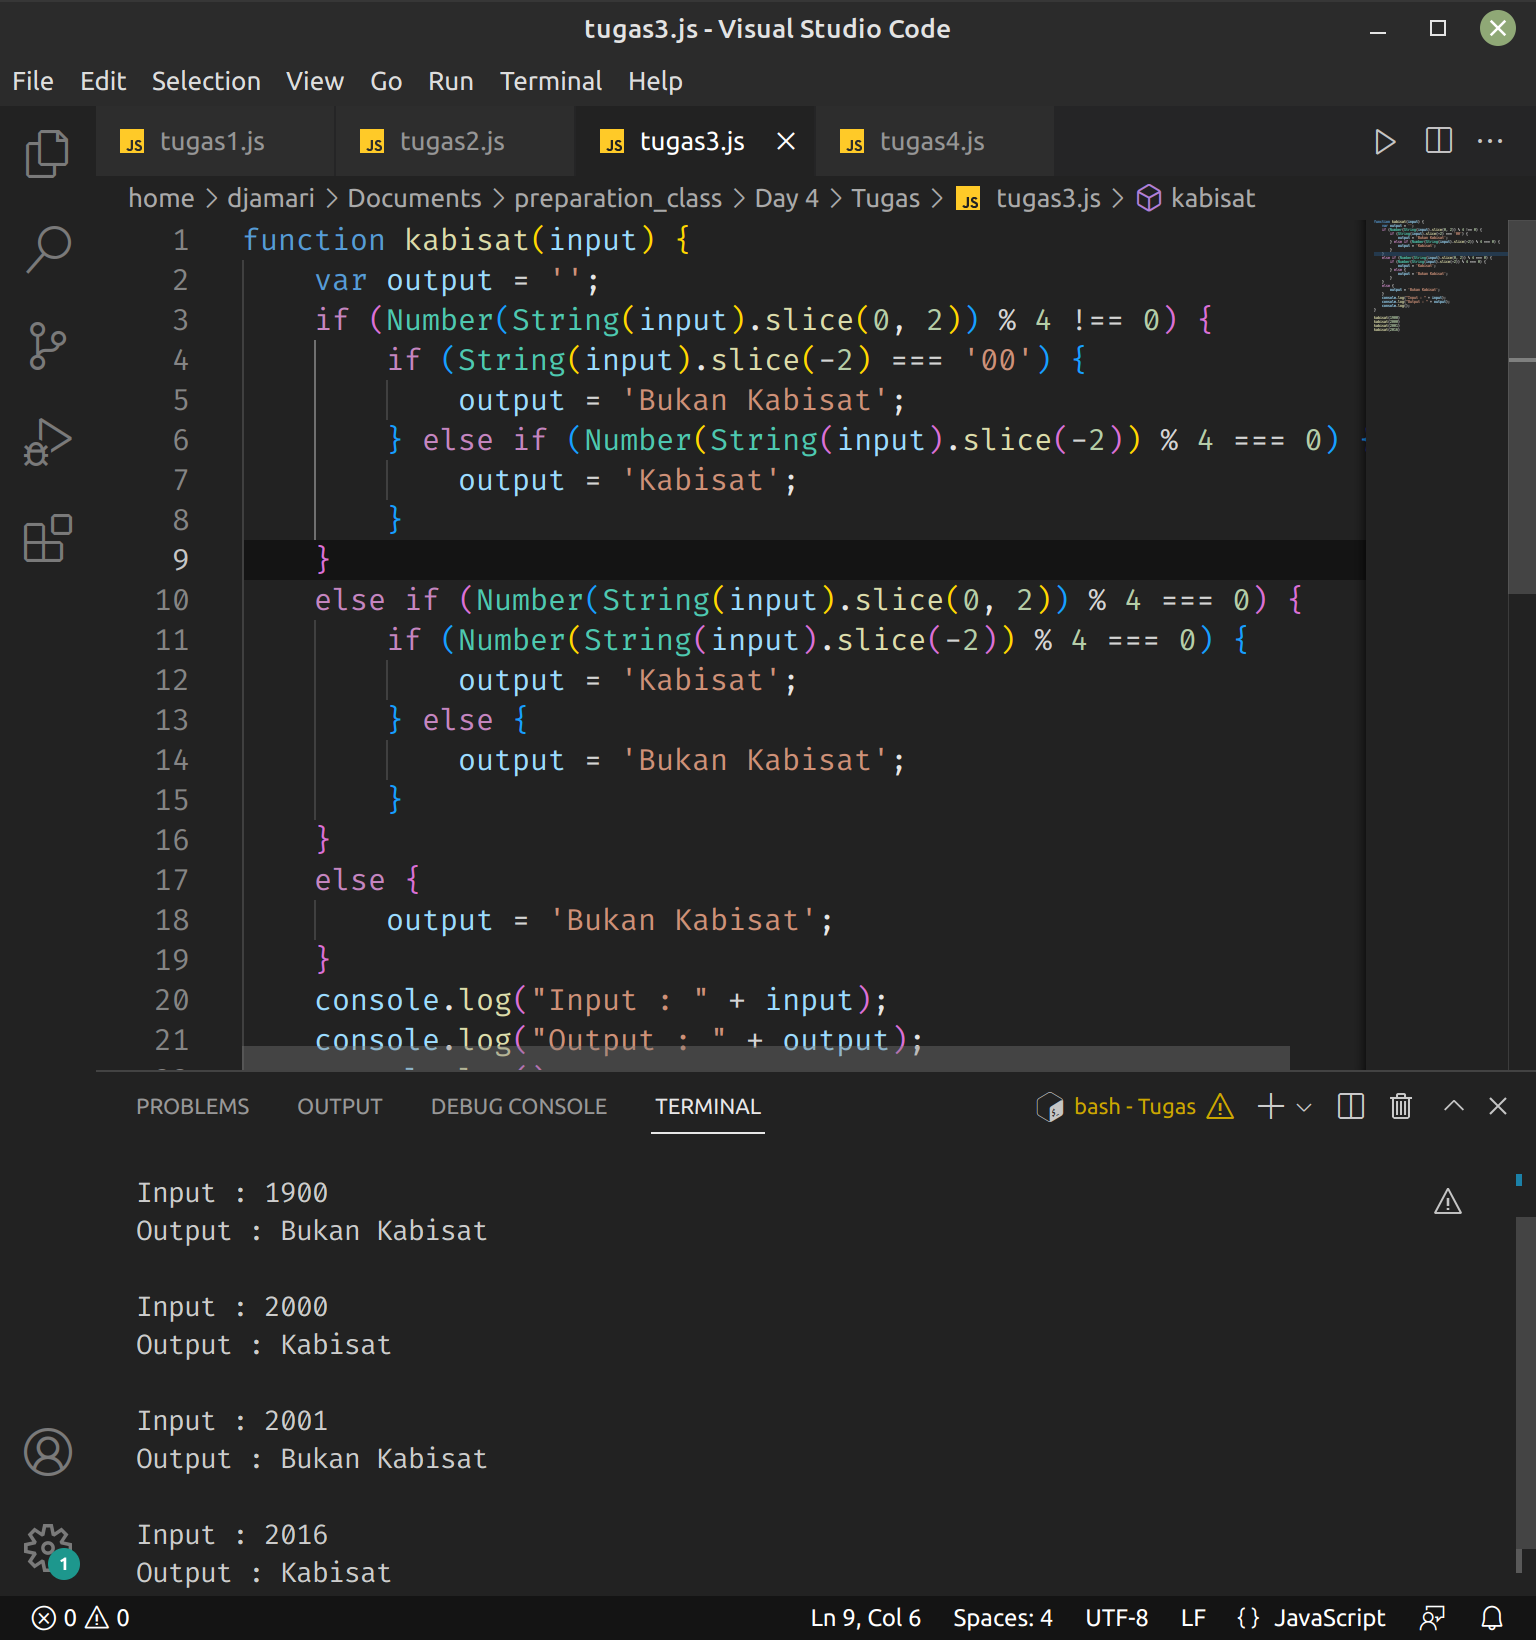 tugas3.js - Visual Studio Code
File Edit Selection View Go Run Terminal Help
JS tugas1.js JS tugas2.js JS tugas3.js JS tugas4.js
home > djamari > Documents > preparation_class > Day 4 > Tugas > JS tugas3.js > kabisat
1 function kabisat(input) {
2     var output = '';
3     if (Number(String(input).slice(0, 2)) % 4 !== 0) {
4         if (String(input).slice(-2) === '00') {
5             output = 'Bukan Kabisat';
6         } else if (Number(String(input).slice(-2)) % 4 === 0)
7             output = 'Kabisat';
8         }
9     }
10     else if (Number(String(input).slice(0, 2)) % 4 === 0) {
11         if (Number(String(input).slice(-2)) % 4 === 0) {
12             output = 'Kabisat';
13         } else {
14             output = 'Bukan Kabisat';
15         }
16     }
17     else {
18         output = 'Bukan Kabisat';
19     }
20     console.log("Input : " + input);
21     console.log("Output : " + output);
PROBLEMS OUTPUT DEBUG CONSOLE TERMINAL bash - Tugas
Input : 1900
Output : Bukan Kabisat
Input : 2000
Output : Kabisat
Input : 2001
Output : Bukan Kabisat
Input : 2016
Output : Kabisat
1
0 0 Ln 9, Col 6 Spaces: 4 UTF-8 LF {} JavaScript